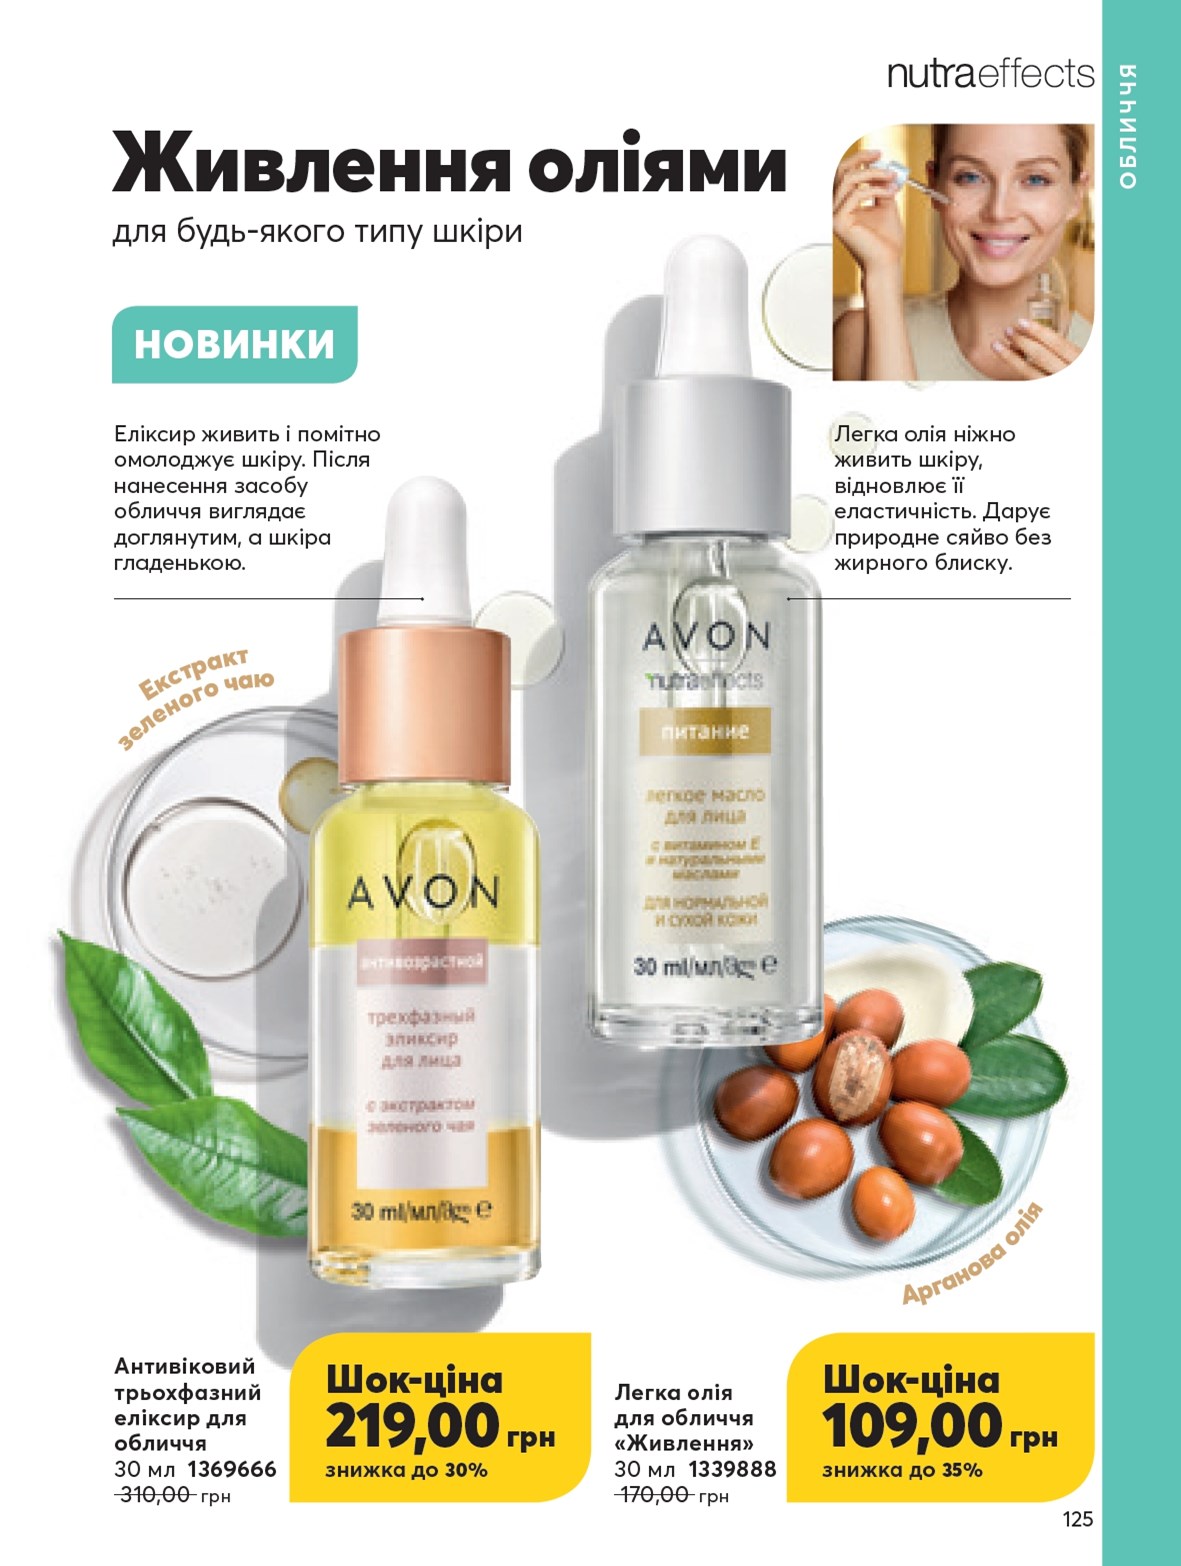 nutraeffects
ОБЛИЧЧЯ
Живлення оліями
для будь-якого типу шкіри
НОВИНКИ
Еліксир живить і помітно
омолоджує шкіру. Після
нанесення засобу
обличчя виглядає
доглянутим, а шкіра
гладенькою.
Легка олія ніжно
живить шкіру,
відновлює її
еластичність. Дарує
природне сяйво без
жирного блиску.
Екстракт
зеленого чаю
AVON
nutraeffects
питание
легкое масло
для лица
с витамином Е
и натуральными
маслами
для нормальной
и сухой кожи
30 ml/мл/მლ e
AVON
антивозрастной
трехфазный
эликсир
для лица
с экстрактом
зеленого чая
30 ml/мл/მლ e
Арганова олія
Антивіковий
трьохфазний
еліксир для
обличчя
30 мл 1369666
310,00 грн
Шок-ціна
219,00 грн
знижка до 30%
Легка олія
для обличчя
«Живлення»
30 мл 1339888
170,00 грн
Шок-ціна
109,00 грн
знижка до 35%
125